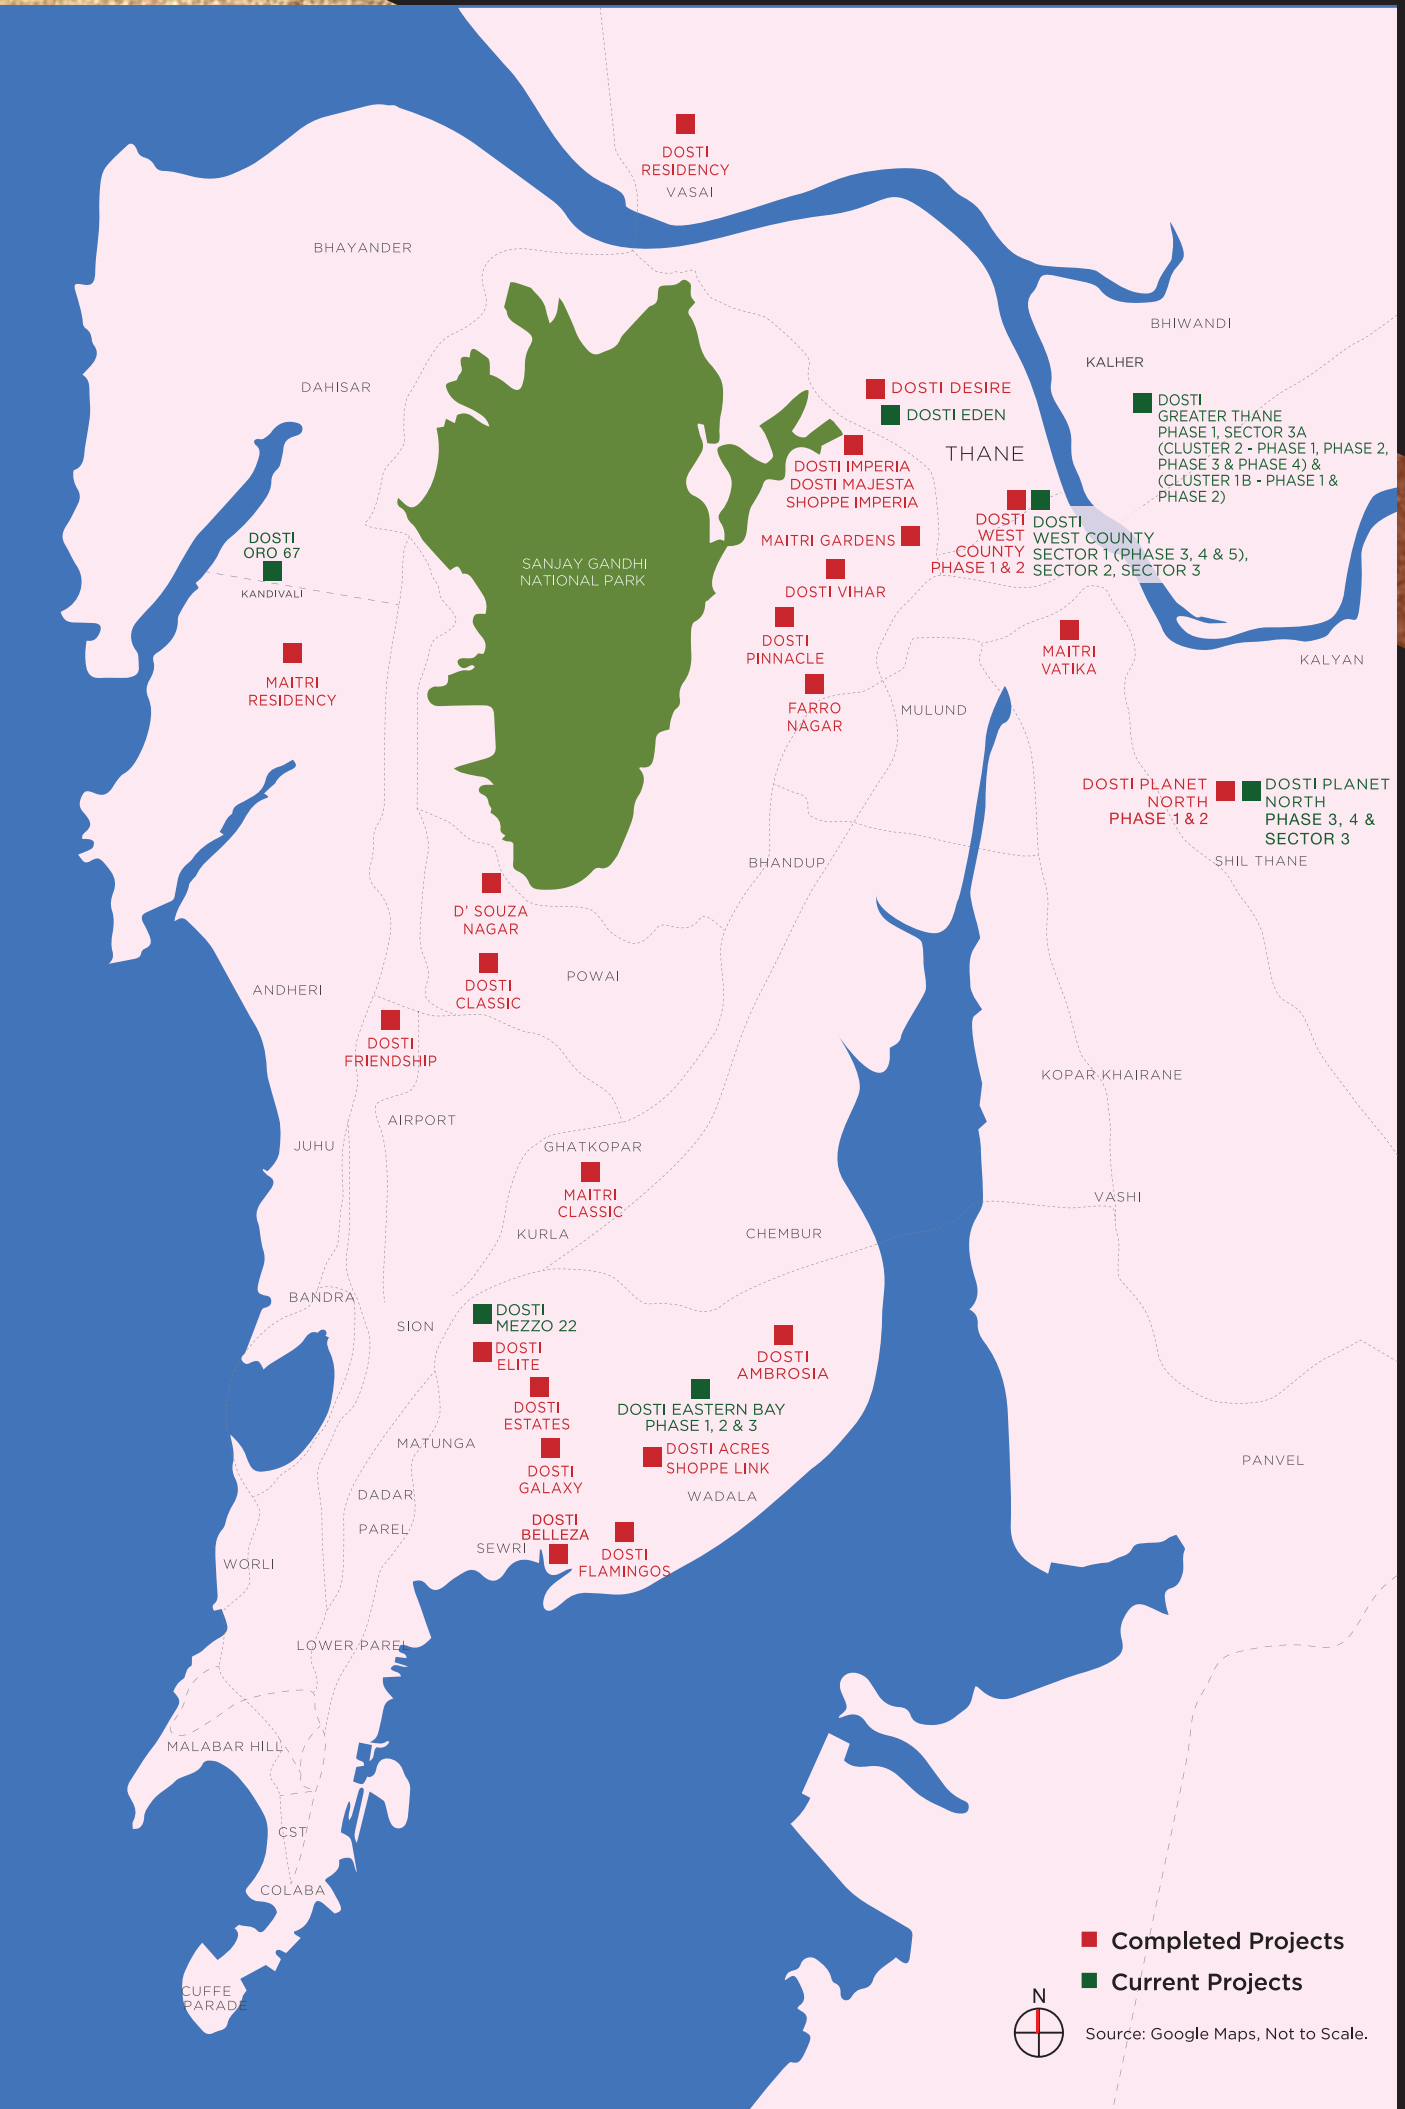 DOSTI
RESIDENCY
VASAI
BHAYANDER
BHIWANDI
KALHER
DAHISAR
DOSTI DESIRE
DOSTI EDEN
DOSTI
GREATER THANE
PHASE 1, SECTOR 3A
(CLUSTER 2 - PHASE 1, PHASE 2,
PHASE 3 & PHASE 4) &
(CLUSTER 1B - PHASE 1 &
PHASE 2)
THANE
DOSTI IMPERIA
DOSTI MAJESTA
SHOPPE IMPERIA
DOSTI
WEST
COUNTY
PHASE 1 & 2
DOSTI
WEST COUNTY
SECTOR 1 (PHASE 3, 4 & 5),
SECTOR 2, SECTOR 3
DOSTI
ORO 67
KANDIVALI
SANJAY GANDHI
NATIONAL PARK
MAITRI GARDENS
DOSTI VIHAR
DOSTI
PINNACLE
MAITRI
VATIKA
KALYAN
MAITRI
RESIDENCY
FARRO
NAGAR
MULUND
DOSTI PLANET
NORTH
PHASE 1 & 2
DOSTI PLANET
NORTH
PHASE 3, 4 &
SECTOR 3
SHIL THANE
BHANDUP
D' SOUZA
NAGAR
POWAI
ANDHERI
DOSTI
CLASSIC
DOSTI
FRIENDSHIP
KOPAR KHAIRANE
AIRPORT
JUHU
GHATKOPAR
MAITRI
CLASSIC
VASHI
KURLA
CHEMBUR
BANDRA
SION
DOSTI
MEZZO 22
DOSTI
ELITE
DOSTI
AMBROSIA
DOSTI
ESTATES
DOSTI EASTERN BAY
PHASE 1, 2 & 3
MATUNGA
DOSTI ACRES
SHOPPE LINK
DOSTI
GALAXY
PANVEL
DADAR
WADALA
PAREL
DOSTI
BELLEZA
SEWRI
DOSTI
FLAMINGOS
WORLI
LOWER PAREL
MALABAR HILL
CST
COLABA
CUFFE
PARADE
Completed Projects
Current Projects
N
Source: Google Maps, Not to Scale.